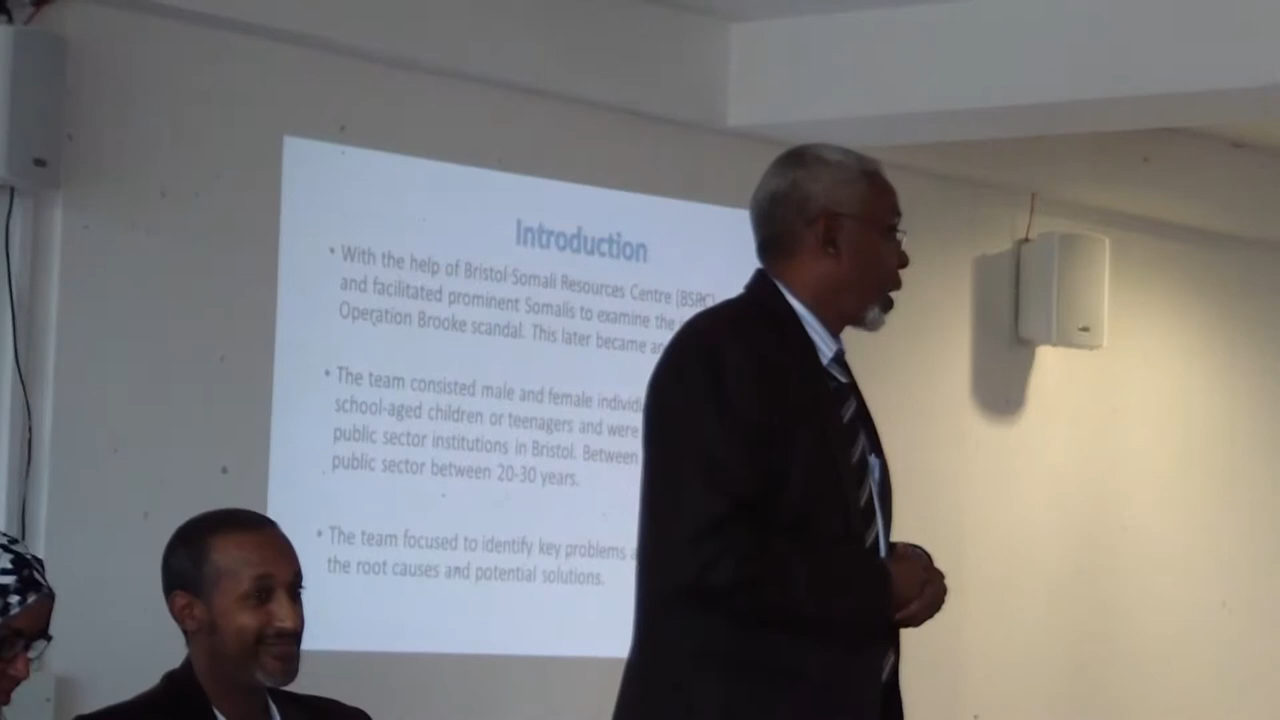 Introduction
• With the help of Bristol Somali Resources Centre (BSRC)
and facilitated prominent Somalis to examine the
Operation Brooke scandal. This later became
• The team consisted male and female
school-aged children or teenagers and were
public sector institutions in Bristol. Between
public sector between 20-30 years.
• The team focused to identify key problems
the root causes and potential solutions.